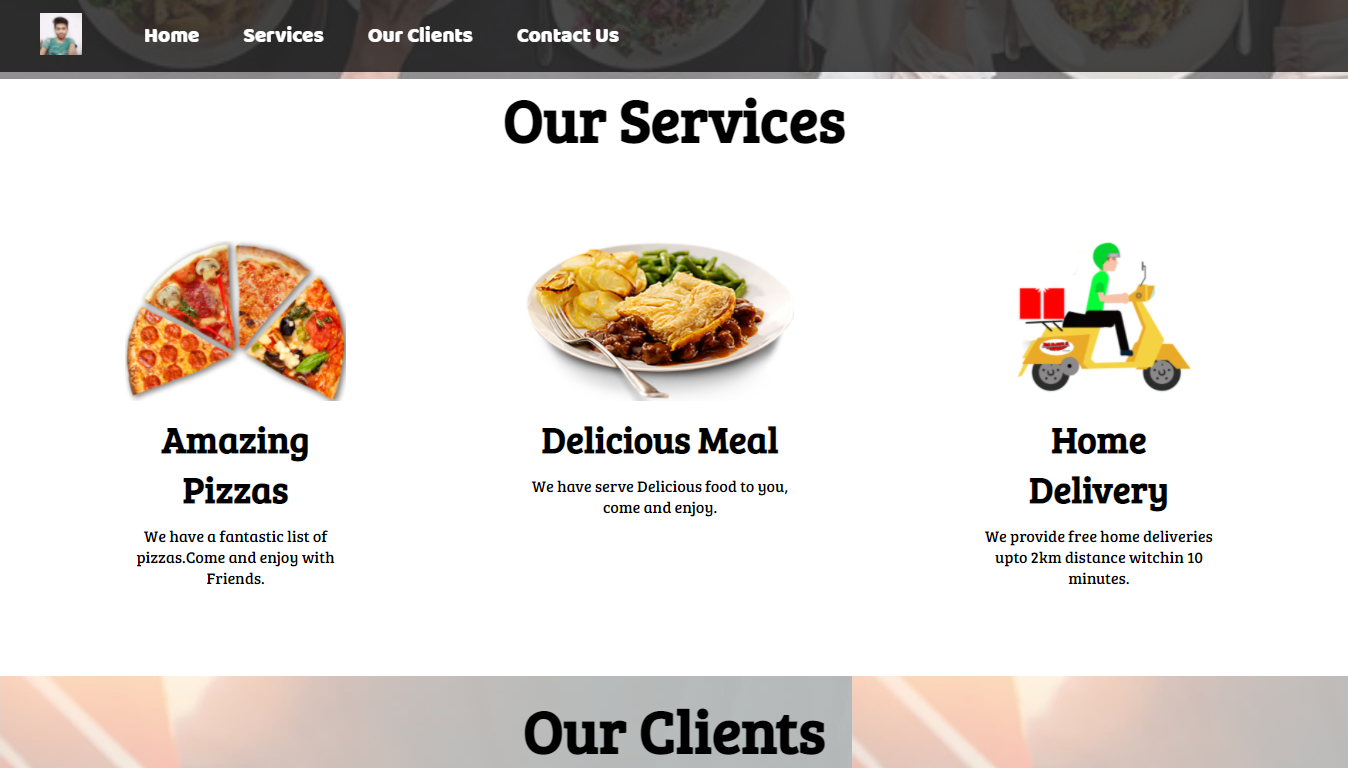 Home Services Our Clients Contact Us
Our Services
Amazing
Pizzas
We have a fantastic list of
pizzas.Come and enjoy with
Friends.
Delicious Meal
We have serve Delicious food to you,
come and enjoy.
Home
Delivery
We provide free home deliveries
upto 2km distance witchin 10
minutes.
Our Clients